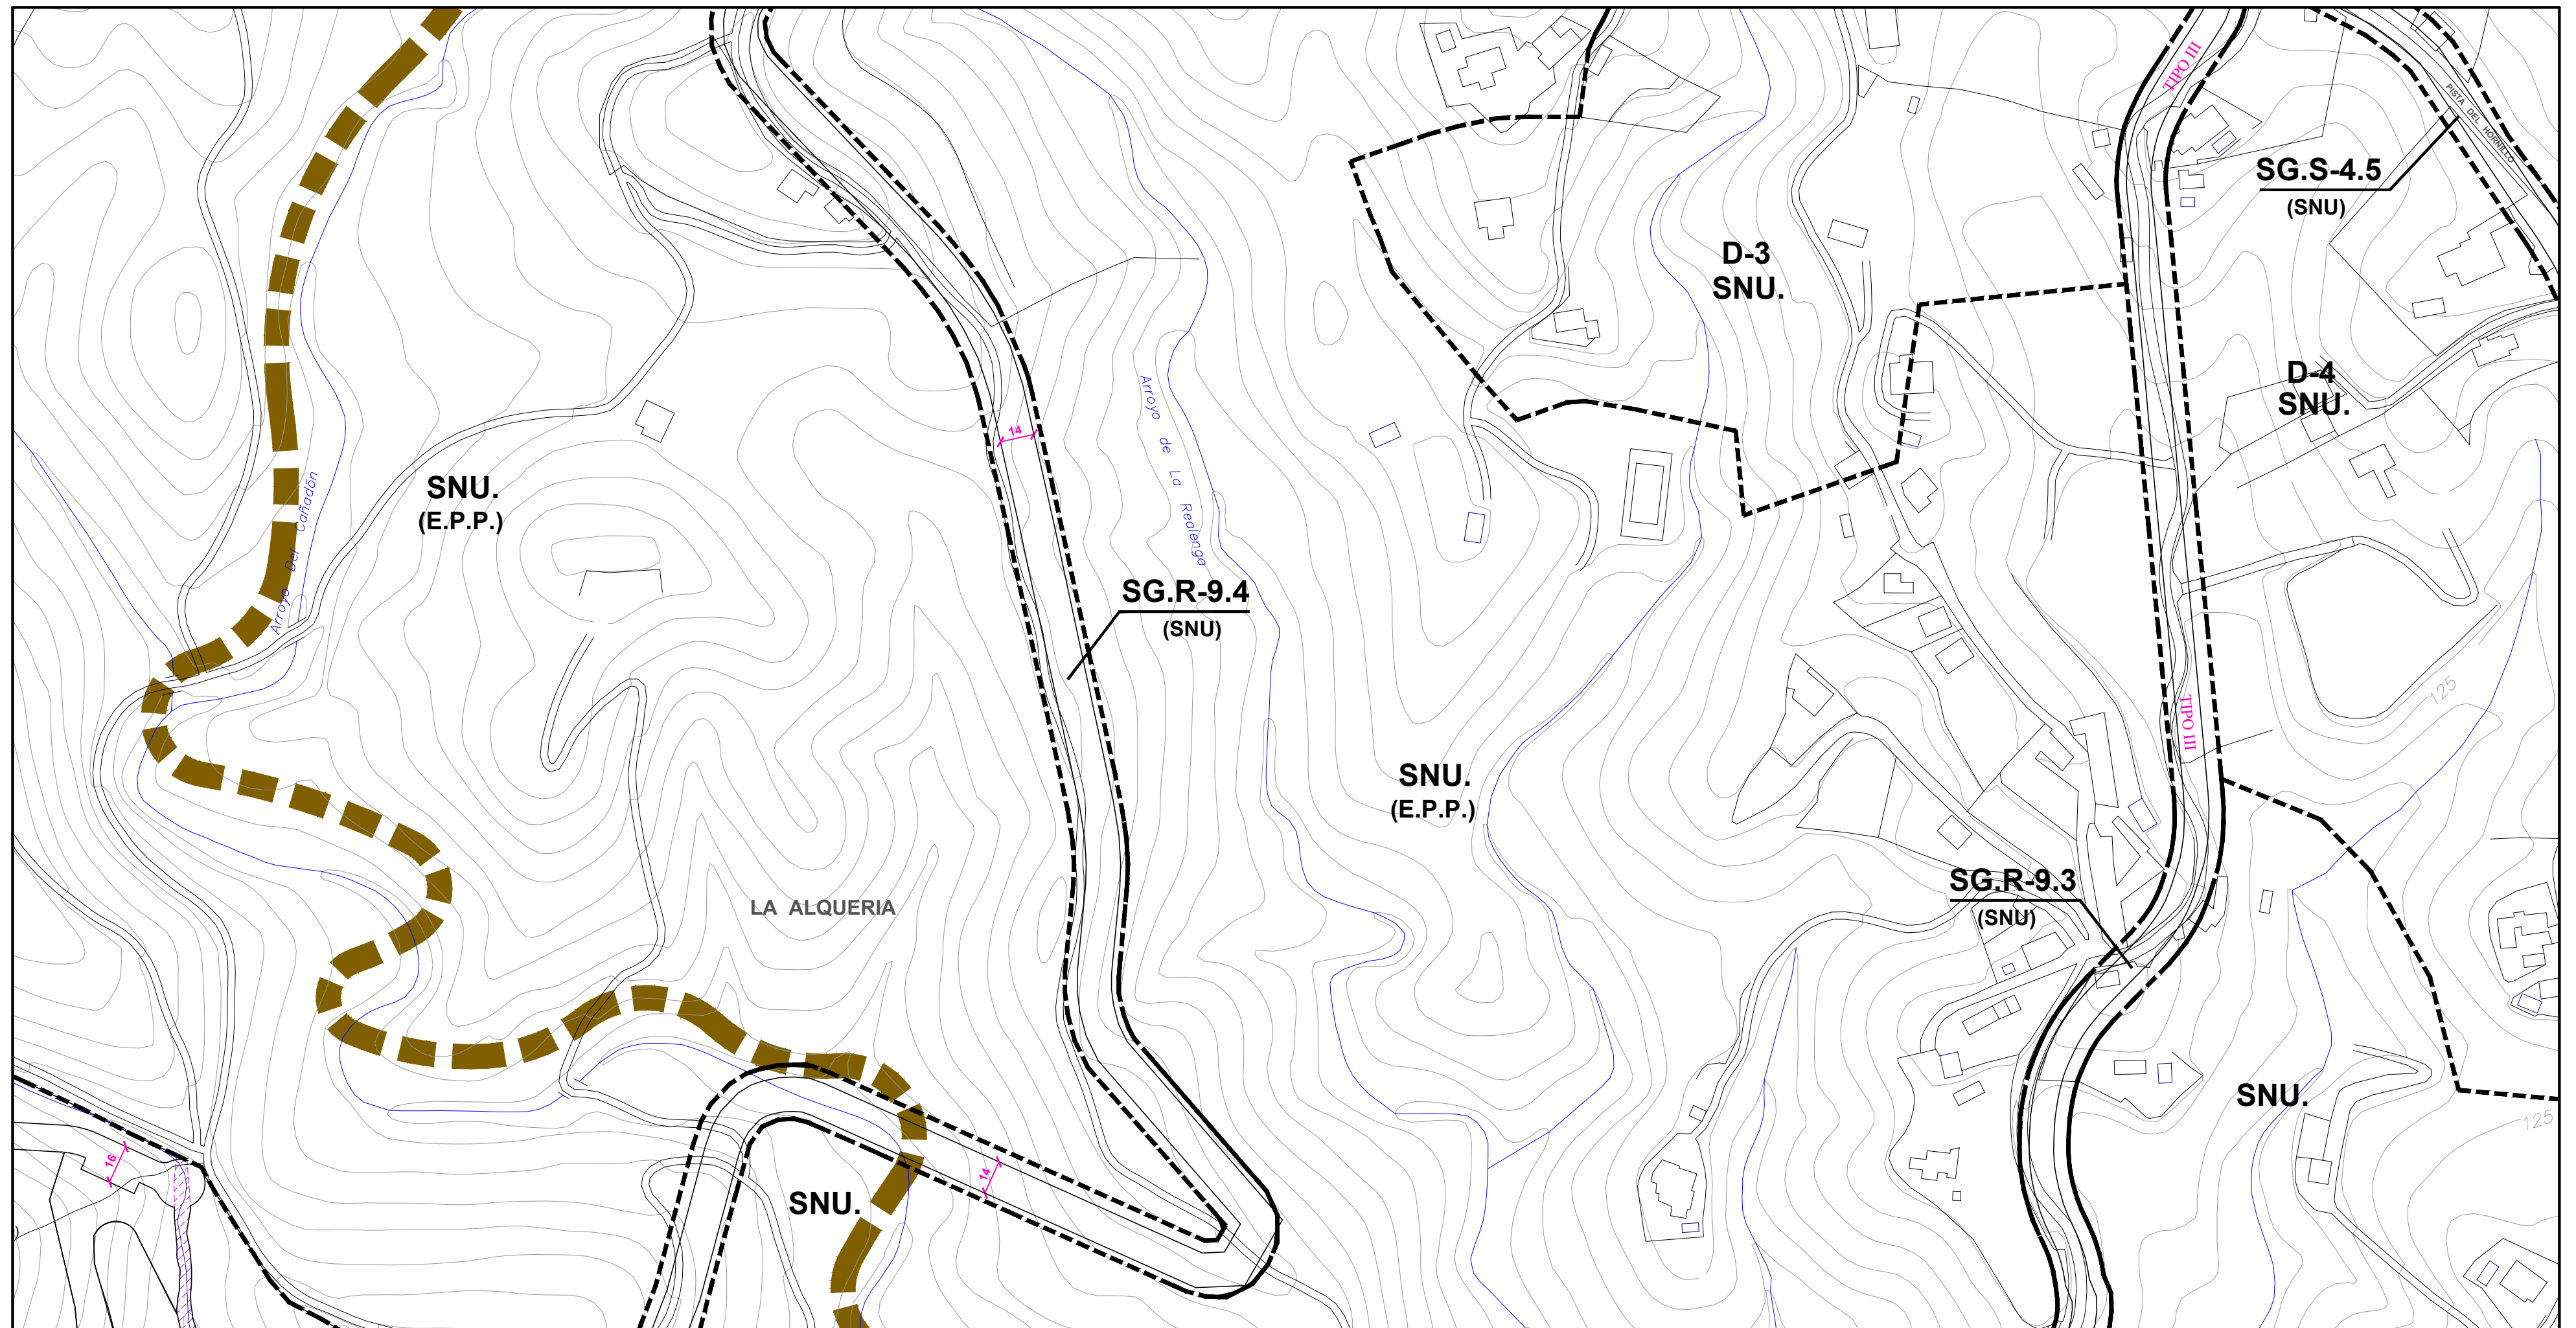 TIPO III
PISTA DEL HORNILLO
SG.S-4.5
(SNU)
D-3
SNU.
D-4
SNU.
14
Arroyo de La Realenga
SNU.
(E.P.P.)
Arroyo Del Cañadón
SG.R-9.4
(SNU)
TIPO III
125
SNU.
(E.P.P.)
SG.R-9.3
(SNU)
LA ALQUERIA
SNU.
125
16
14
SNU.